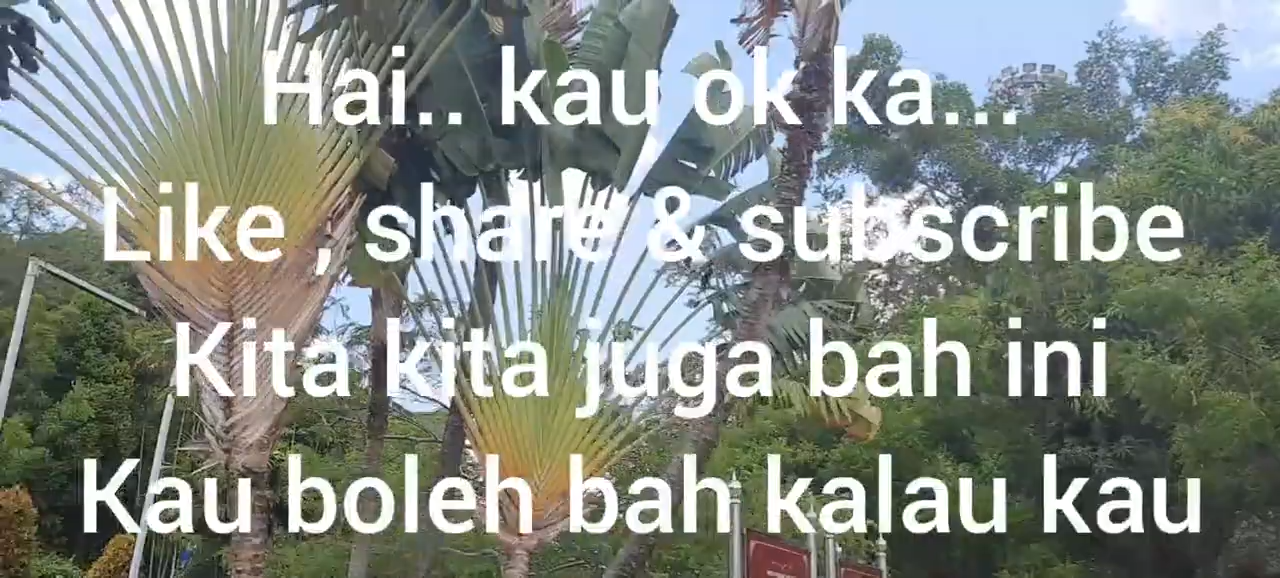 Hai.. kau ok ka...
Like , share & subscribe
Kita kita juga bah ini
Kau boleh bah kalau kau